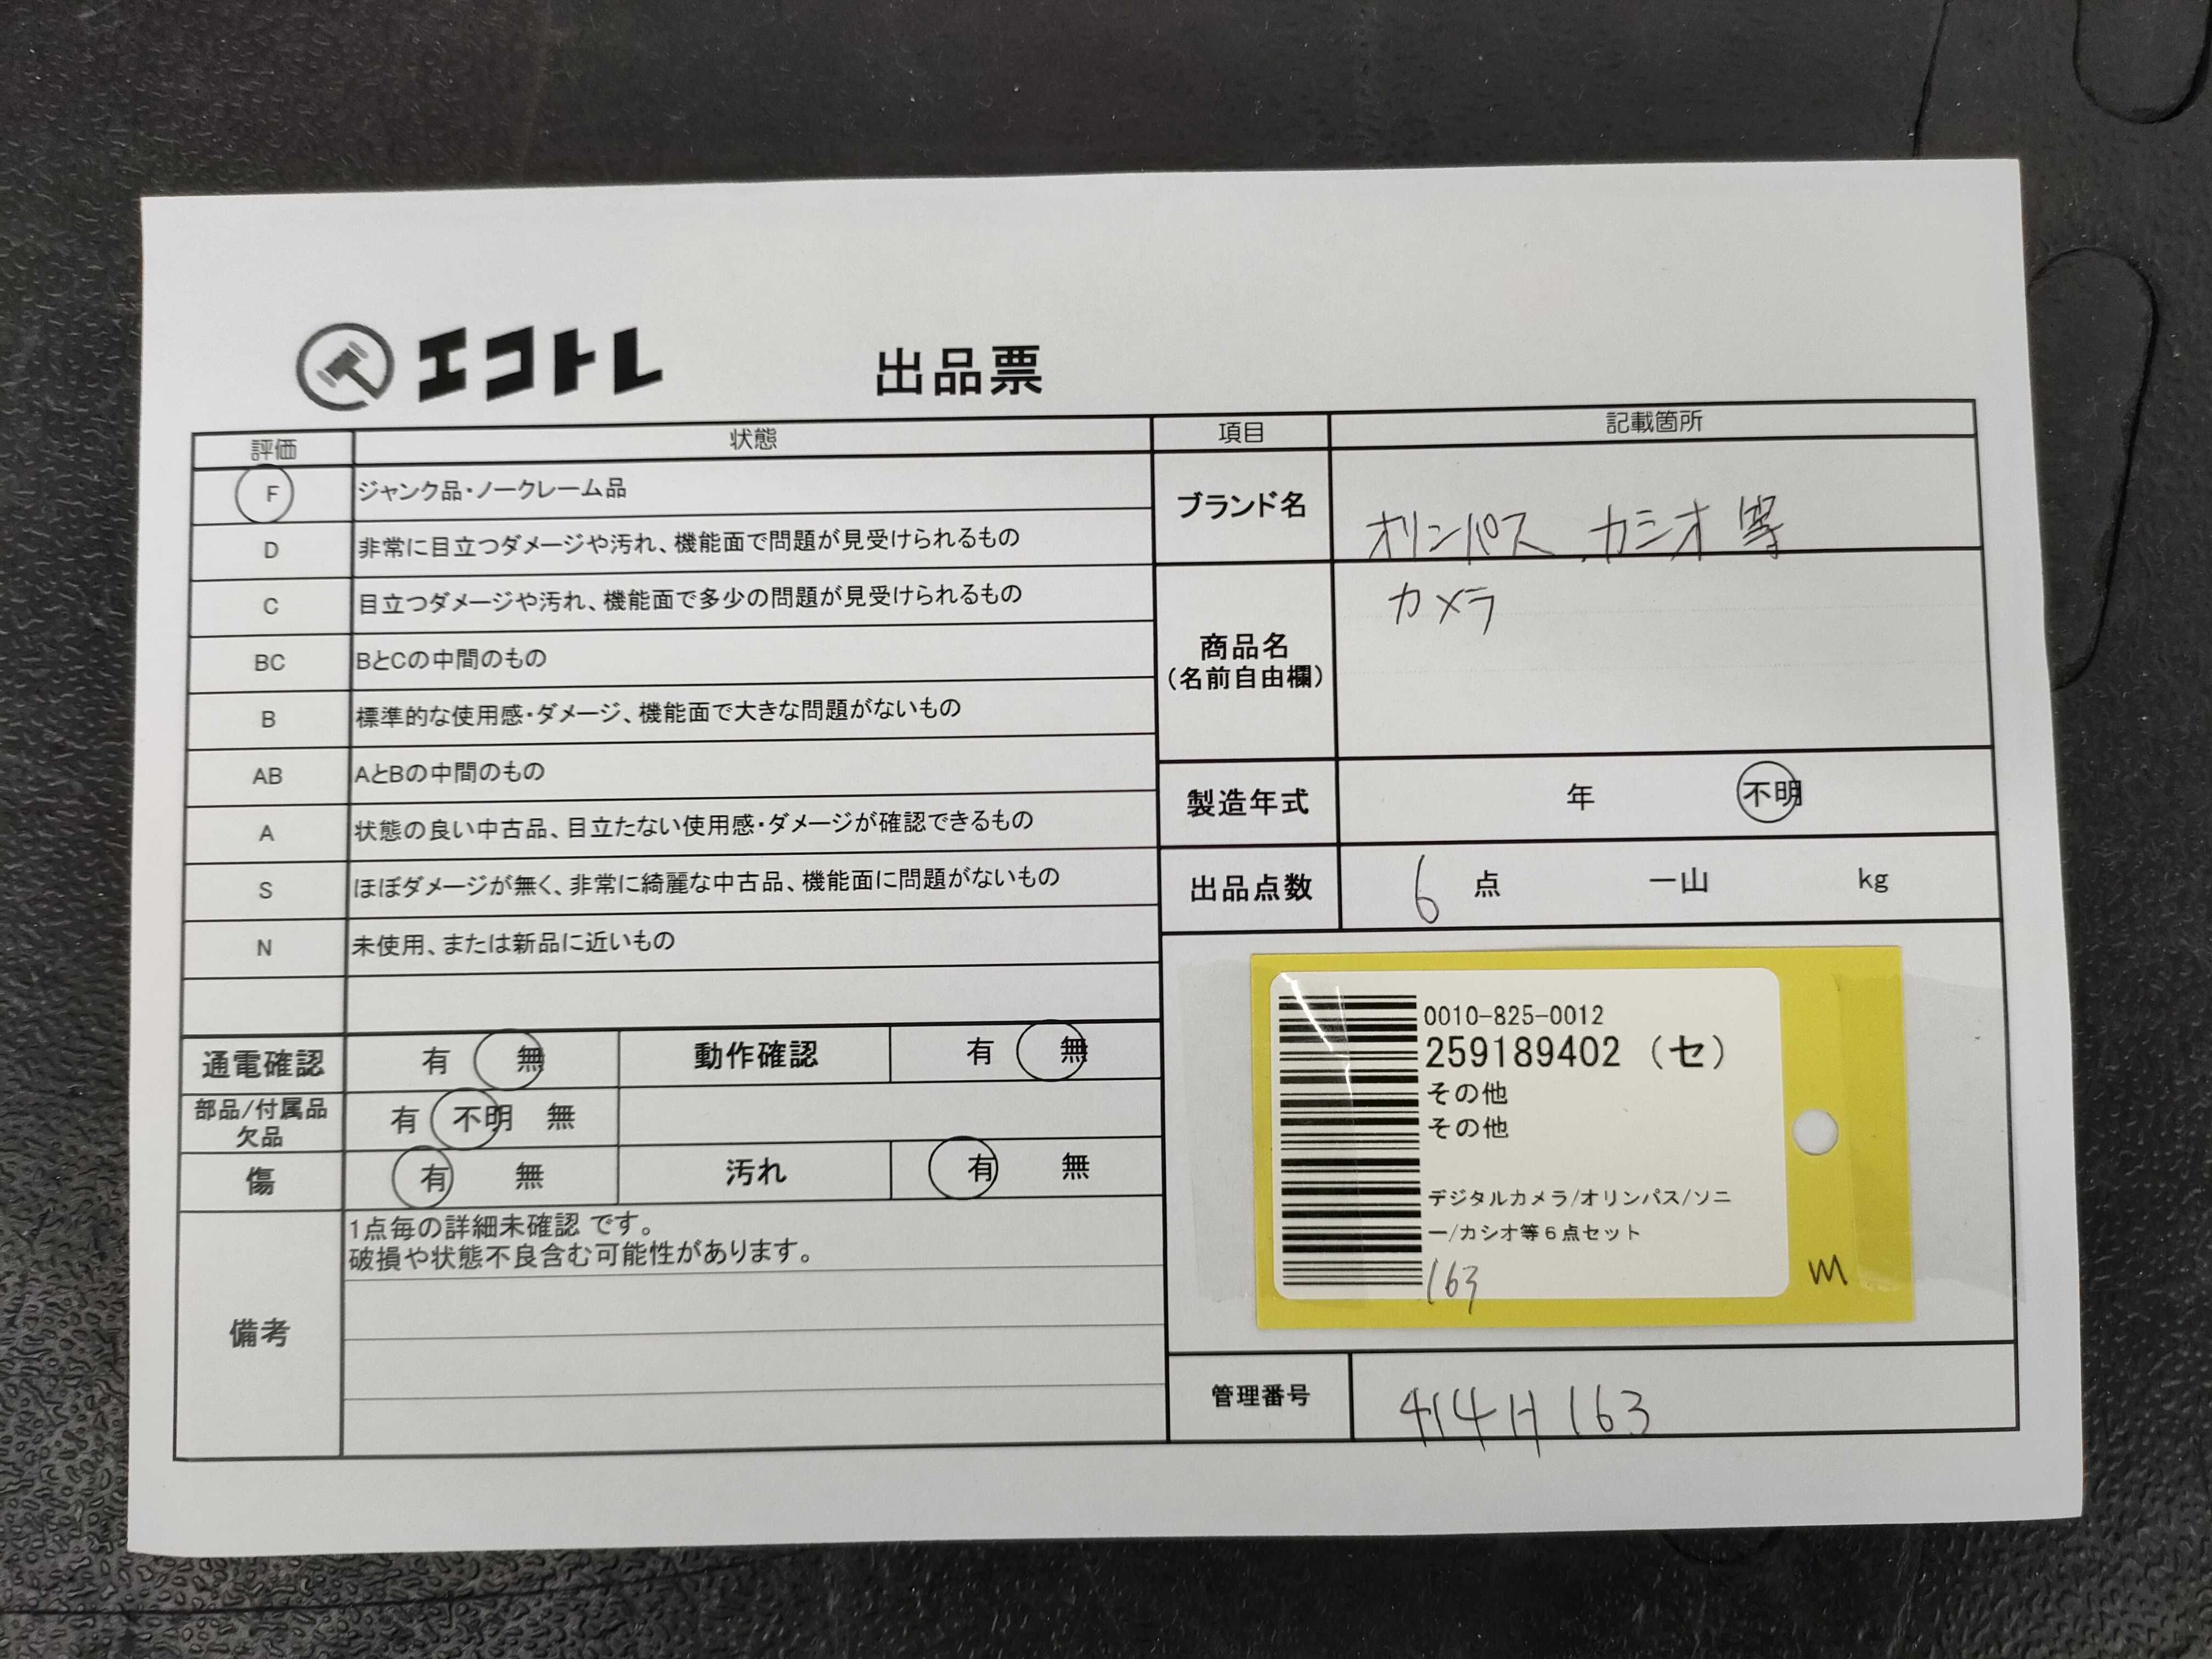 エコトレ
出品票
評価 状態
F ジャンク品・ノークレーム品
D 非常に目立つダメージや汚れ、機能面で問題が見受けられるもの
C 目立つダメージや汚れ、機能面で多少の問題が見受けられるもの
BC BとCの中間のもの
B 標準的な使用感・ダメージ、機能面で大きな問題がないもの
AB AとBの中間のもの
A 状態の良い中古品、目立たない使用感・ダメージが確認できるもの
S ほぼダメージが無く、非常に綺麗な中古品、機能面に問題がないもの
N 未使用、または新品に近いもの
通電確認 有 無 動作確認 有 無
部品/付属品
欠品 有 不明 無
傷 有 無 汚れ 有 無
備考
1点毎の詳細未確認 です。
破損や状態不良含む可能性があります。
項目 記載箇所
ブランド名 オリンパス、カシオ等
商品名
(名前自由欄)
カメラ
製造年式 年 不明
出品点数 6 点 一山 kg
0010-825-0012
259189402 (セ)
その他
その他
デジタルカメラ/オリンパス/ソニ
ー/カシオ等6点セット
163
M
管理番号 414H 163